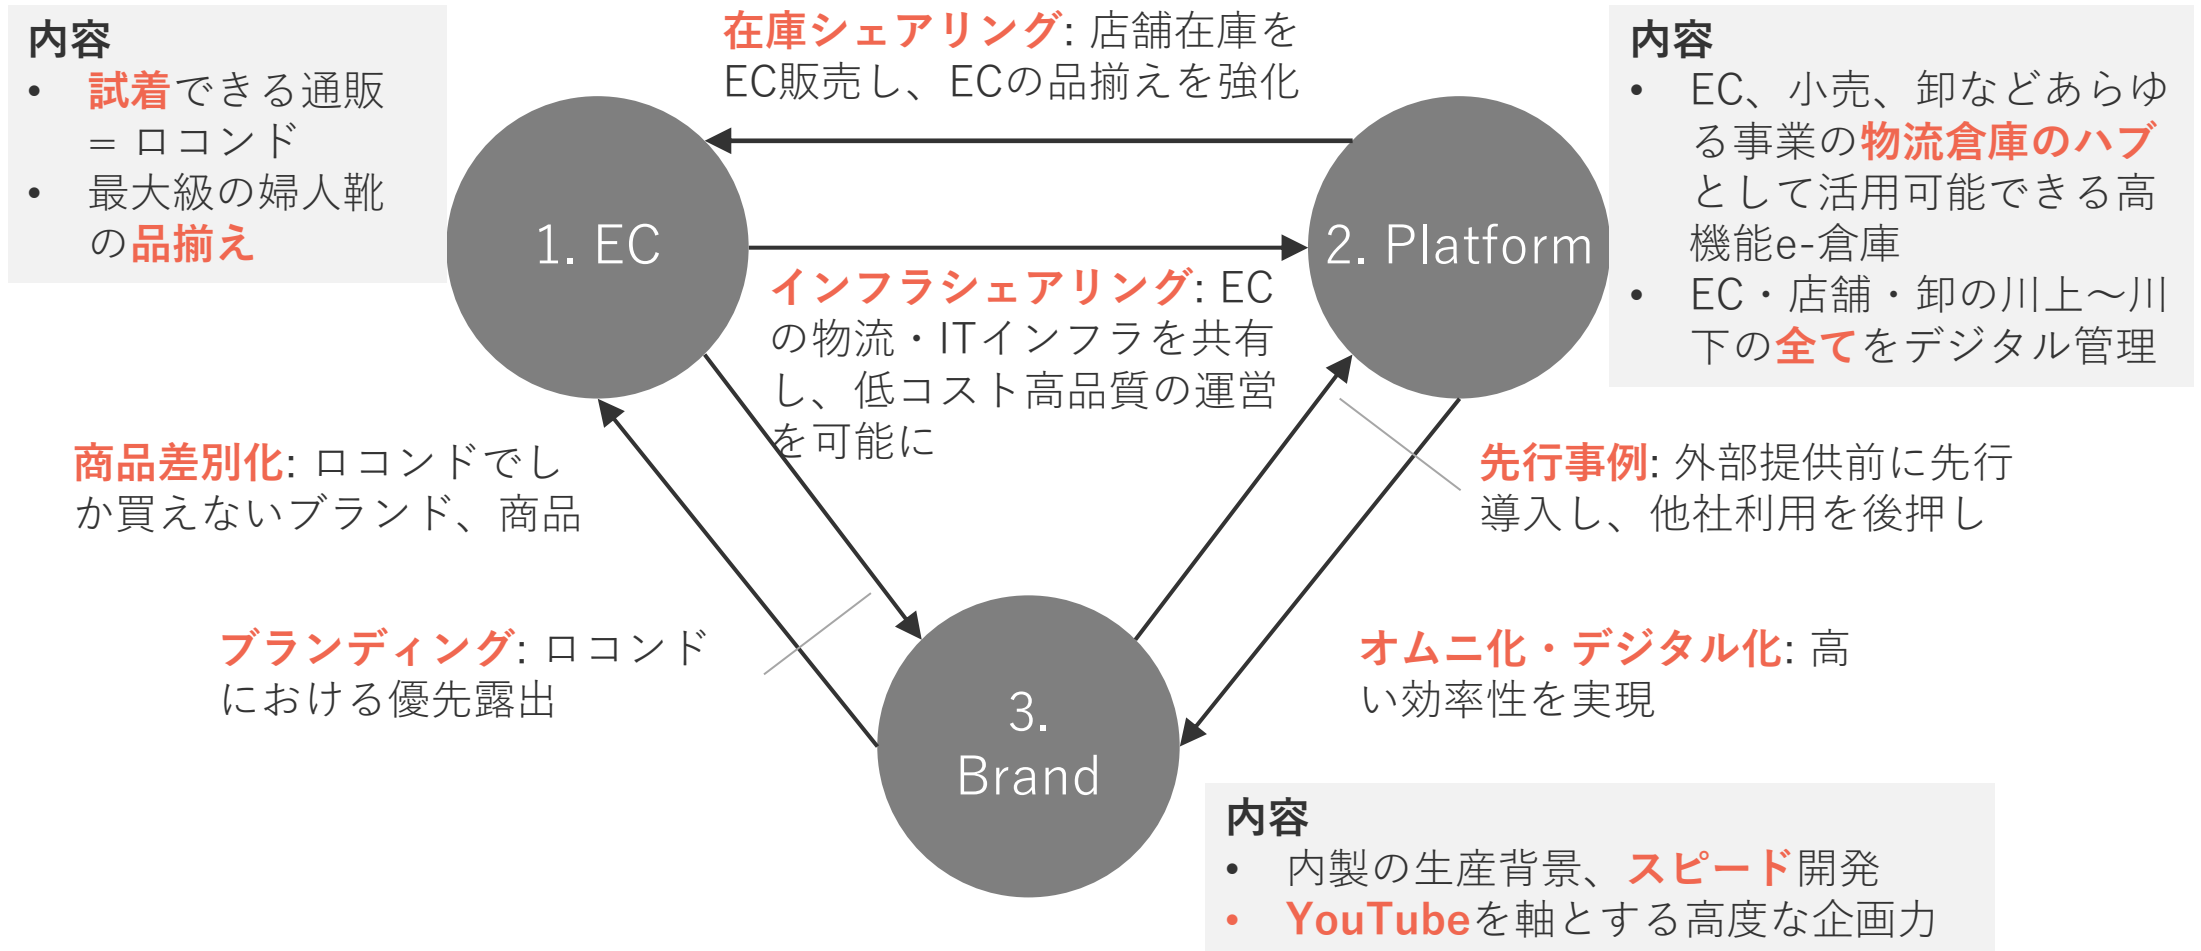 内容
• 試着できる通販
= ロコンド
• 最大級の婦人靴
の品揃え
在庫シェアリング: 店舗在庫を
EC販売し、ECの品揃えを強化
内容
• EC、小売、卸などあらゆ
る事業の物流倉庫のハブ
として活用可能できる高
機能e-倉庫
• EC・店舗・卸の川上～川
下の全てをデジタル管理
1. EC
2. Platform
インフラシェアリング: EC
の物流・ITインフラを共有
し、低コスト高品質の運営
を可能に
商品差別化: ロコンドでし
か買えないブランド、商品
先行事例: 外部提供前に先行
導入し、他社利用を後押し
ブランディング: ロコンド
における優先露出
オムニ化・デジタル化: 高
い効率性を実現
3.
Brand
内容
• 内製の生産背景、スピード開発
• YouTubeを軸とする高度な企画力